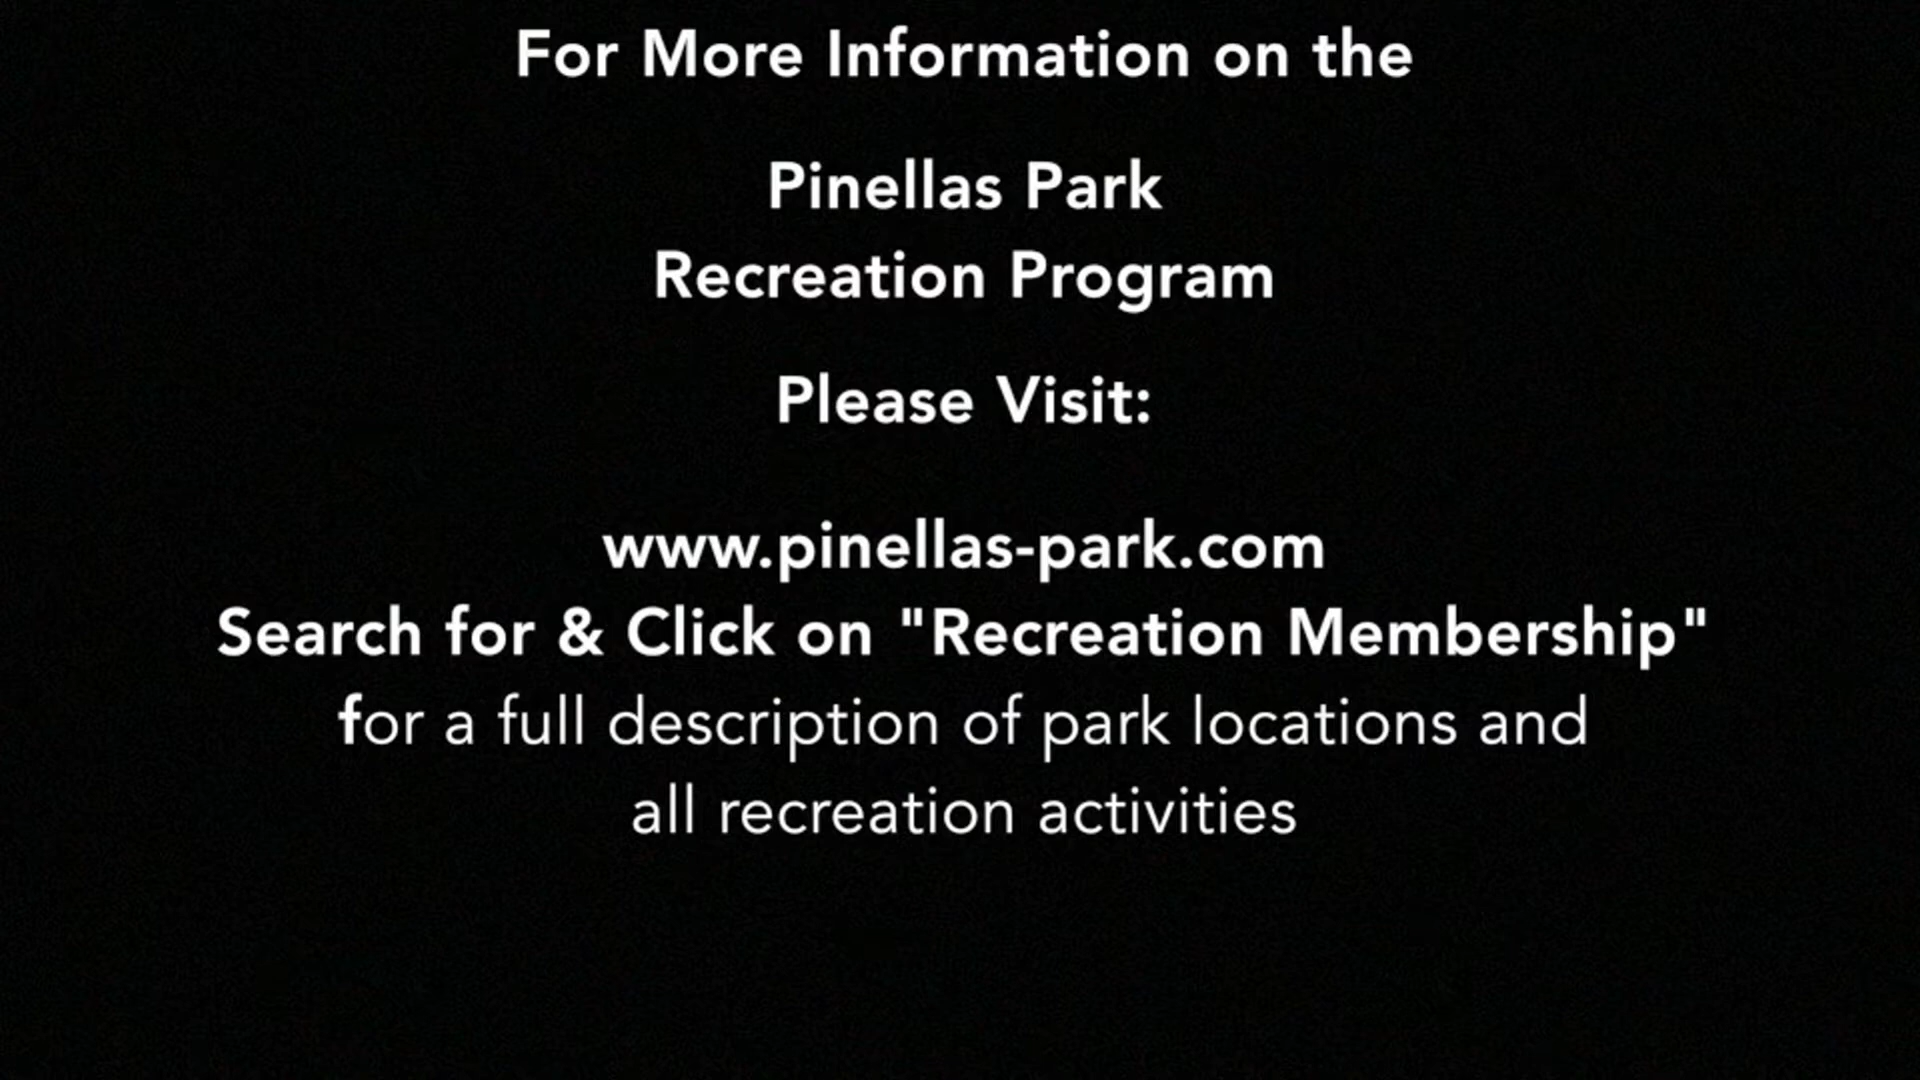 For More Information on the
Pinellas Park
Recreation Program
Please Visit:
www.pinellas-park.com
Search for & Click on "Recreation Membership"
for a full description of park locations and
all recreation activities